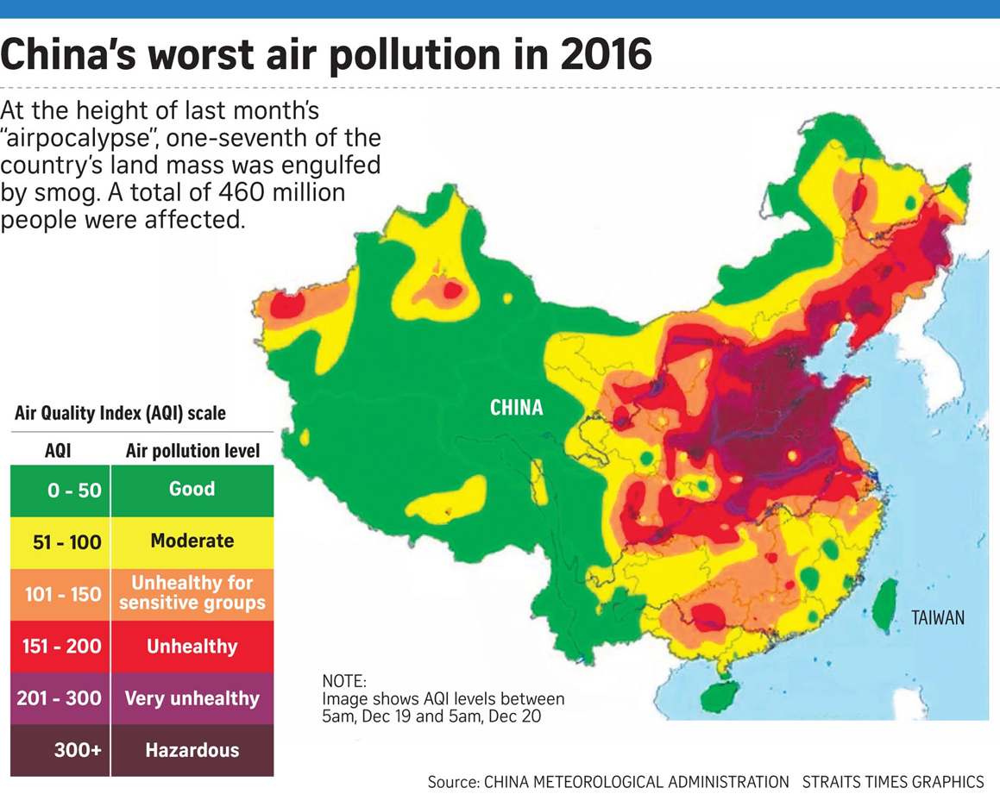 China’s worst air pollution in 2016
At the height of last month’s
“airpocalypse”, one-seventh of the
country’s land mass was engulfed
by smog. A total of 460 million
people were affected.
CHINA
TAIWAN
Air Quality Index (AQI) scale
AQI Air pollution level
0 - 50 Good
51 - 100 Moderate
101 - 150 Unhealthy for
sensitive groups
151 - 200 Unhealthy
201 - 300 Very unhealthy
300+ Hazardous
NOTE:
Image shows AQI levels between
5am, Dec 19 and 5am, Dec 20
Source: CHINA METEOROLOGICAL ADMINISTRATION STRAITS TIMES GRAPHICS